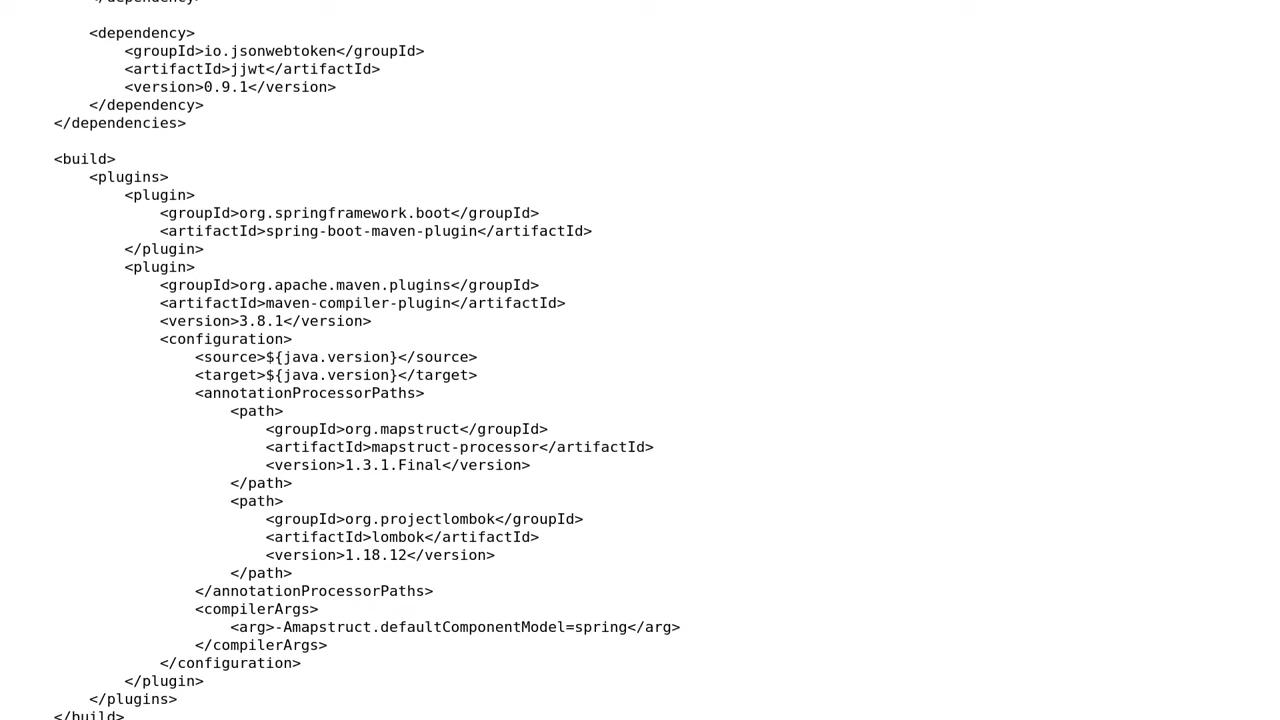 </dependency>
<dependency>
<groupId>io.jsonwebtoken</groupId>
<artifactId>jjwt</artifactId>
<version>0.9.1</version>
</dependency>
</dependencies>
<build>
<plugins>
<plugin>
<groupId>org.springframework.boot</groupId>
<artifactId>spring-boot-maven-plugin</artifactId>
</plugin>
<plugin>
<groupId>org.apache.maven.plugins</groupId>
<artifactId>maven-compiler-plugin</artifactId>
<version>3.8.1</version>
<configuration>
<source>${java.version}</source>
<target>${java.version}</target>
<annotationProcessorPaths>
<path>
<groupId>org.mapstruct</groupId>
<artifactId>mapstruct-processor</artifactId>
<version>1.3.1.Final</version>
</path>
<path>
<groupId>org.projectlombok</groupId>
<artifactId>lombok</artifactId>
<version>1.18.12</version>
</path>
</annotationProcessorPaths>
<compilerArgs>
<arg>-Amapstruct.defaultComponentModel=spring</arg>
</compilerArgs>
</configuration>
</plugin>
</plugins>
</build>